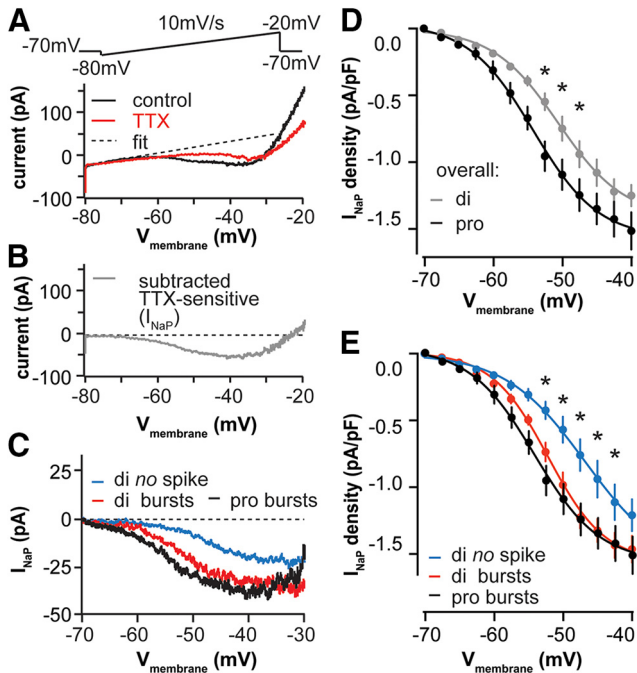 A
10mV/s
-20mV
-70mV
-80mV
-70mV
current (pA)
100
0
-100
control
TTX
fit
-80
-60
-40
-20
Vmembrane (mV)
B
current (pA)
100
0
-100
subtracted
TTX-sensitive
(INaP)
-80
-60
-40
-20
Vmembrane (mV)
C
INaP (pA)
25
0
-25
-50
di no spike
di bursts
pro bursts
-70
-60
-50
-40
-30
Vmembrane (mV)
D
INaP density (pA/pF)
0.0
-0.5
-1.0
-1.5
* * *
overall:
di
pro
-70
-60
-50
-40
Vmembrane (mV)
E
INaP density (pA/pF)
0.0
-0.5
-1.0
-1.5
* * * * *
di no spike
di bursts
pro bursts
-70
-60
-50
-40
Vmembrane (mV)